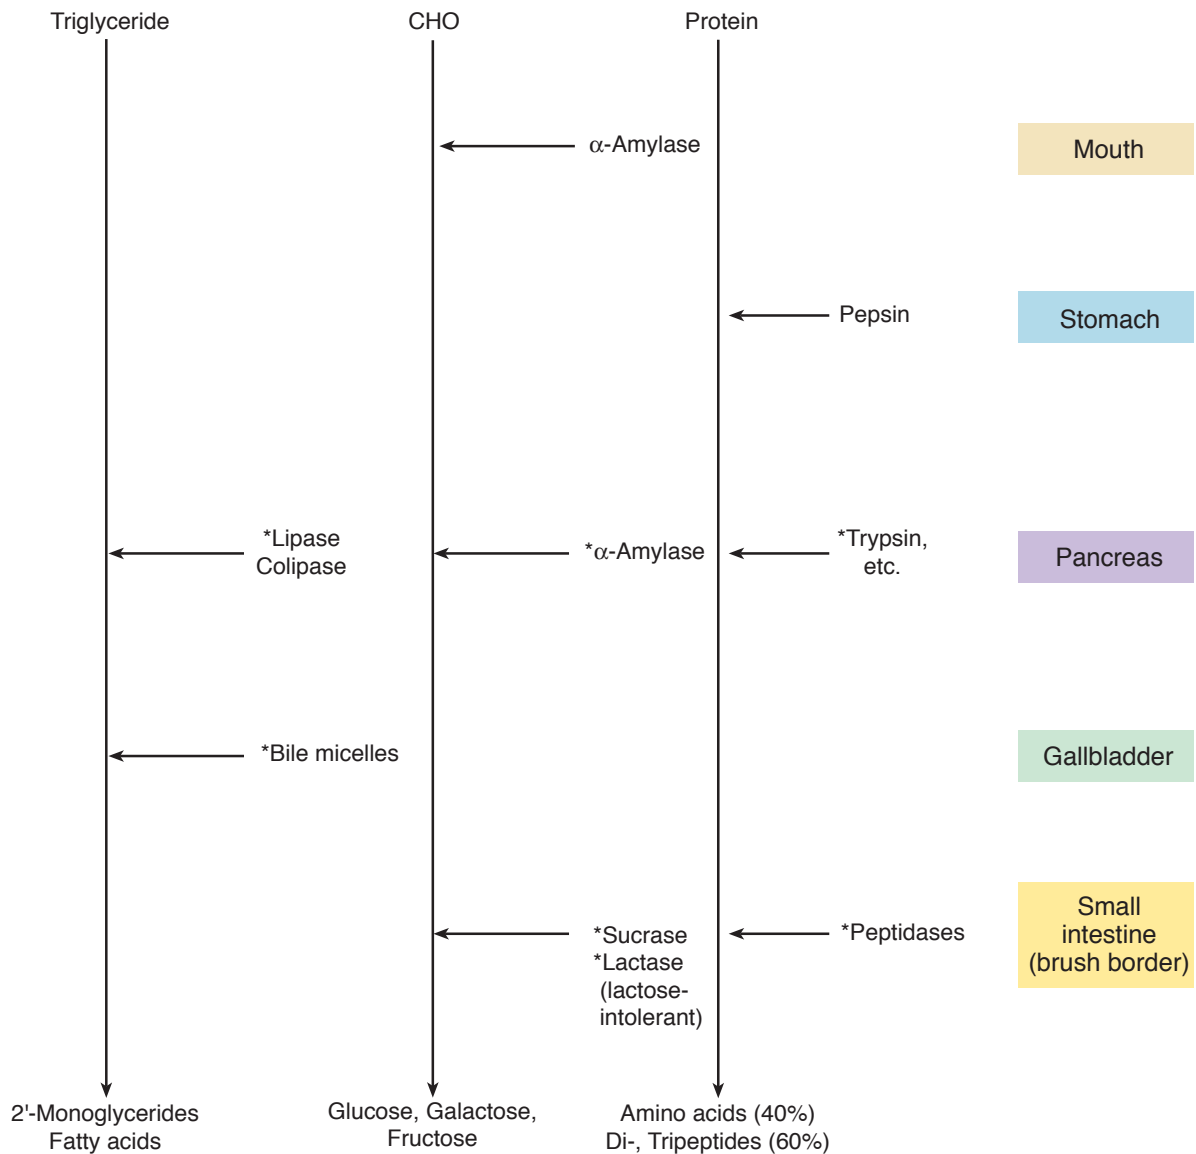 Triglyceride
CHO
Protein
α-Amylase
Mouth
Pepsin
Stomach
*Lipase
Colipase
*α-Amylase
*Trypsin,
etc.
Pancreas
*Bile micelles
Gallbladder
*Sucrase
*Lactase
(lactose-
intolerant)
*Peptidases
Small
intestine
(brush border)
2'-Monoglycerides
Fatty acids
Glucose, Galactose,
Fructose
Amino acids (40%)
Di-, Tripeptides (60%)